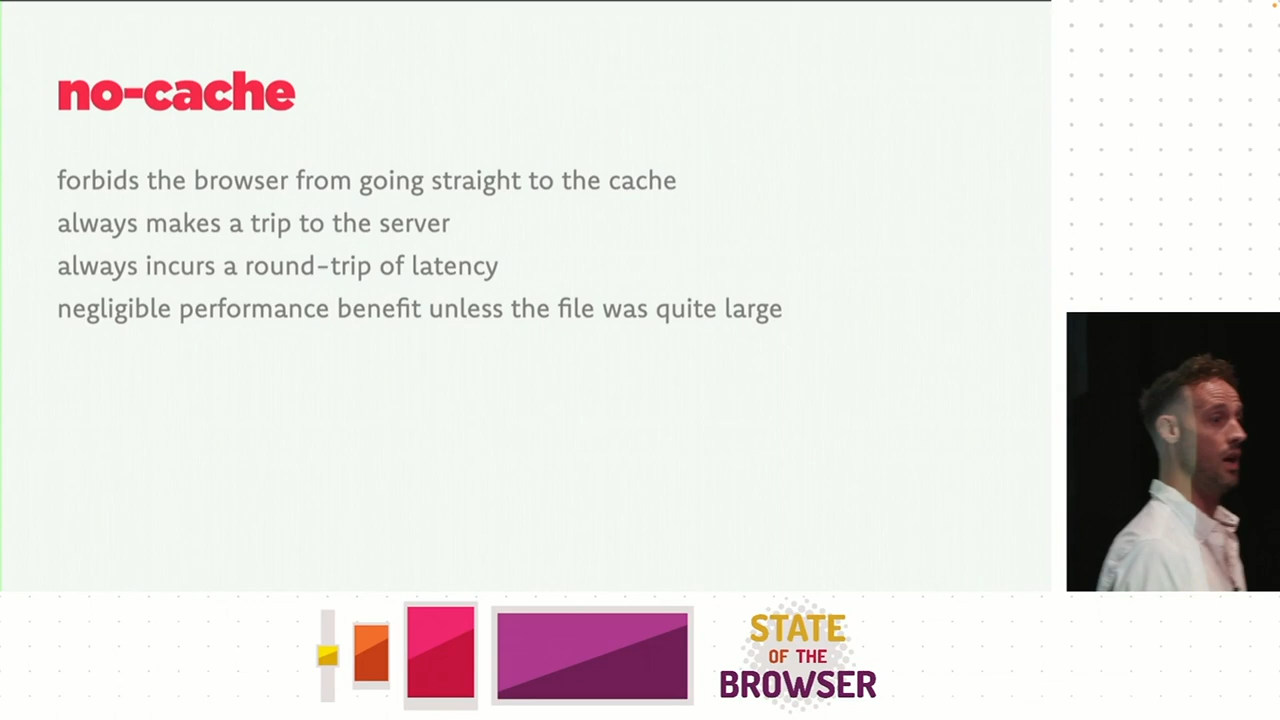 no-cache
forbids the browser from going straight to the cache
always makes a trip to the server
always incurs a round-trip of latency
negligible performance benefit unless the file was quite large
STATE
OF THE
BROWSER